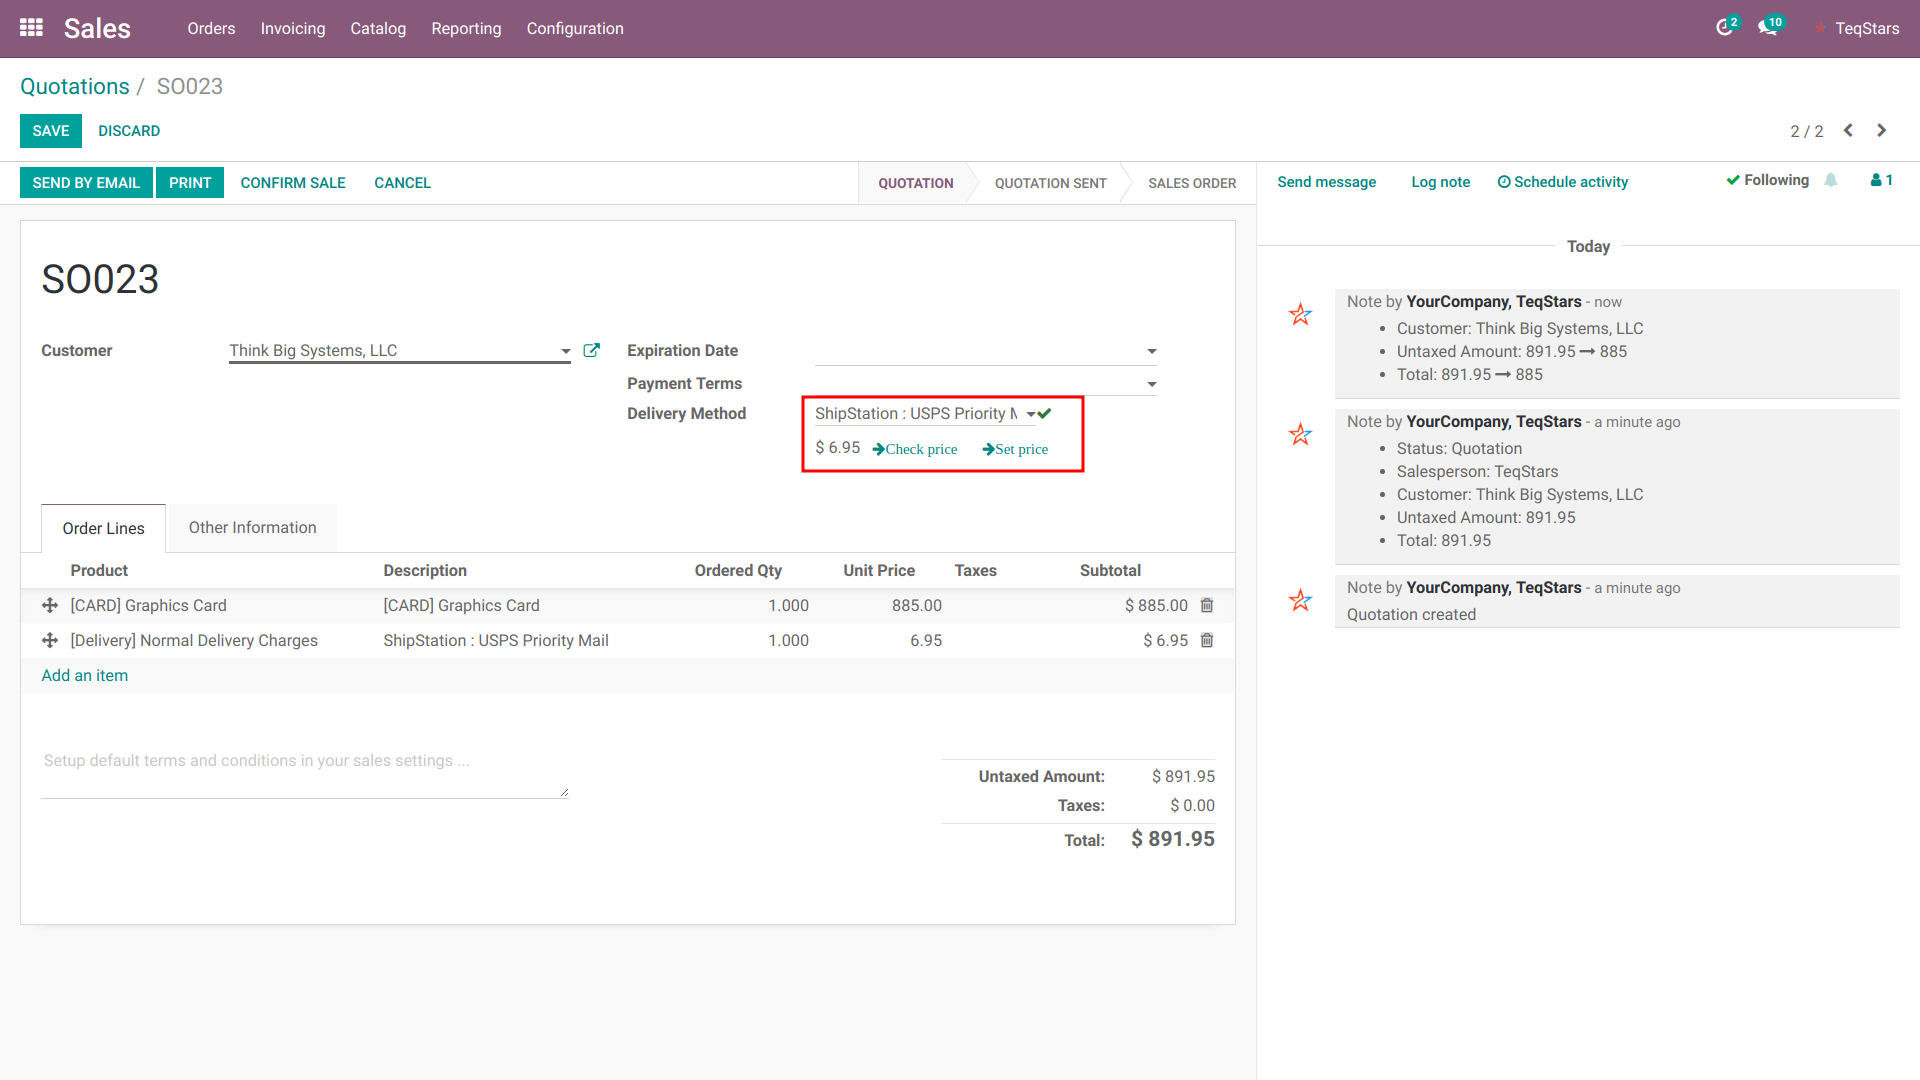 Sales Orders Invoicing Catalog Reporting Configuration 2 10 TeqStars
Quotations / SO023
SAVE DISCARD 2 / 2
SEND BY EMAIL PRINT CONFIRM SALE CANCEL QUOTATION QUOTATION SENT SALES ORDER
Send message Log note Schedule activity Following 1
SO023
Customer Think Big Systems, LLC
Expiration Date
Payment Terms
Delivery Method ShipStation : USPS Priority
$ 6.95 Check price Set price
Order Lines Other Information
Product Description Ordered Qty Unit Price Taxes Subtotal
[CARD] Graphics Card [CARD] Graphics Card 1.000 885.00 $ 885.00
[Delivery] Normal Delivery Charges ShipStation : USPS Priority Mail 1.000 6.95 $ 6.95
Add an item
Setup default terms and conditions in your sales settings ...
Untaxed Amount: $ 891.95
Taxes: $ 0.00
Total: $ 891.95
Today
Note by YourCompany, TeqStars - now
• Customer: Think Big Systems, LLC
• Untaxed Amount: 891.95 → 885
• Total: 891.95 → 885
Note by YourCompany, TeqStars - a minute ago
• Status: Quotation
• Salesperson: TeqStars
• Customer: Think Big Systems, LLC
• Untaxed Amount: 891.95
• Total: 891.95
Note by YourCompany, TeqStars - a minute ago
Quotation created